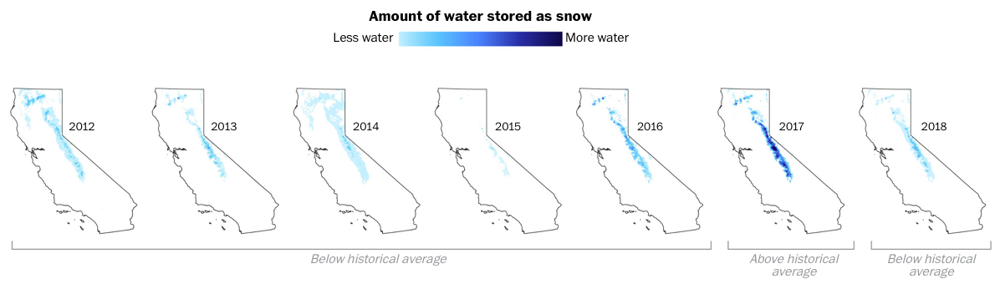 Amount of water stored as snow
Less water More water
2012 2013 2014 2015 2016 2017 2018
Below historical average
Above historical
average
Below historical
average